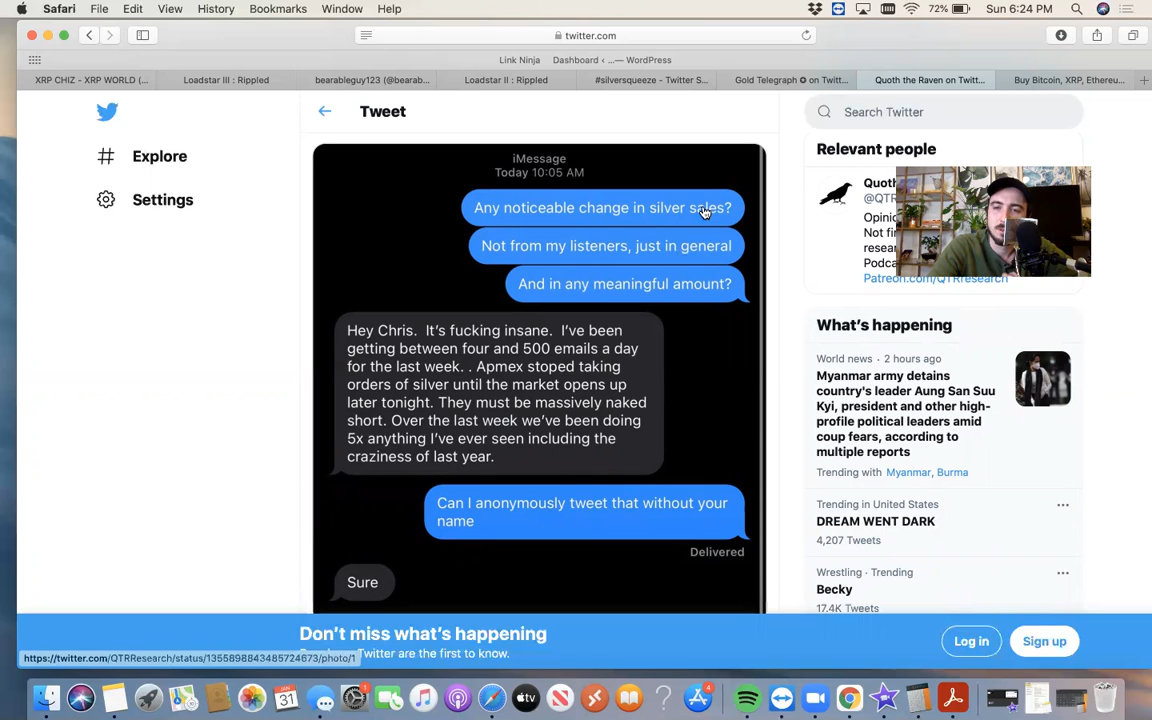 Safari File Edit View History Bookmarks Window Help
72% Sun 6:24 PM
twitter.com
Link Ninja Dashboard < ...— WordPress
XRP CHIZ - XRP WORLD (... Loadstar III : Rippled bearableguy123 (@bearab... Loadstar II : Rippled #silversqueeze - Twitter S... Gold Telegraph on Twitt... Quoth the Raven on Twitt... Buy Bitcoin, XRP, Ethereu...
Tweet
Search Twitter
Explore
Settings
iMessage
Today 10:05 AM
Any noticeable change in silver sales?
Not from my listeners, just in general
And in any meaningful amount?
Hey Chris. It's fucking insane. I've been
getting between four and 500 emails a day
for the last week. . Apmex stoped taking
orders of silver until the market opens up
later tonight. They must be massively naked
short. Over the last week we've been doing
5x anything I've ever seen including the
craziness of last year.
Can I anonymously tweet that without your
name
Delivered
Sure
Relevant people
Quoth
@QTR
Opinic
Not fir
resear
Podca
Patreon.com/QTRresearch
What's happening
World news · 2 hours ago
Myanmar army detains
country's leader Aung San Suu
Kyi, president and other high-
profile political leaders amid
coup fears, according to
multiple reports
Trending with Myanmar, Burma
Trending in United States
DREAM WENT DARK
4,207 Tweets
Wrestling · Trending
Becky
17.4K Tweets
Don't miss what's happening
Twitter are the first to know.
Log in Sign up
https://twitter.com/QTRResearch/status/1355898843485724673/photo/1
JAN
31
tv
4